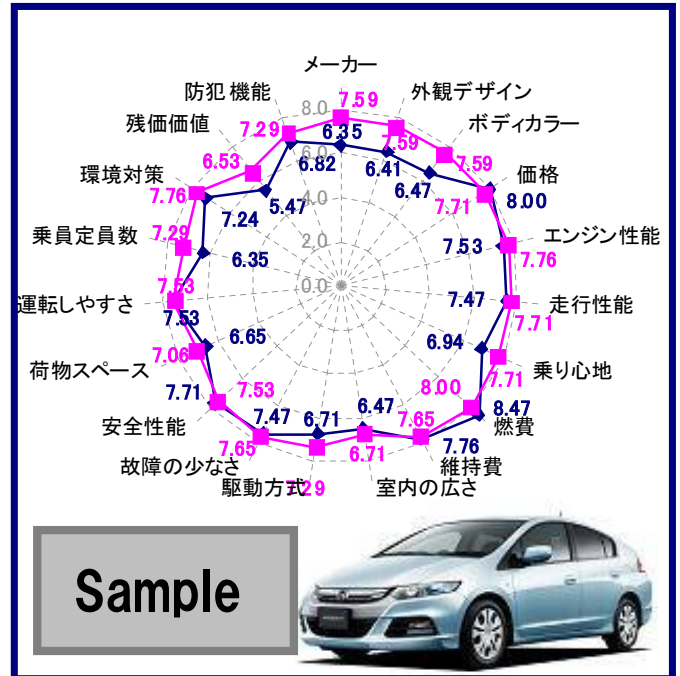 メーカー
防犯機能
外観デザイン
8.0
7.59
残価価値
ボディカラー
7.29
6.35
7.59
6.0
6.53
6.82
6.41
7.59
環境対策
価格
6.47
7.76
5.47
4.0
7.71
8.00
7.24
乗員定員数
7.29
エンジン性能
7.53
2.0
6.35
7.76
0.0
運転しやすさ
7.53
7.53
7.47
走行性能
7.71
6.65
6.94
7.06
荷物スペース
乗り心地
7.71
7.71
7.53
8.00
8.47
安全性能
7.47
6.71
6.47
7.65
燃費
7.65
6.71
7.76
故障の少なさ
維持費
駆動方式
7.29
室内の広さ
Sample